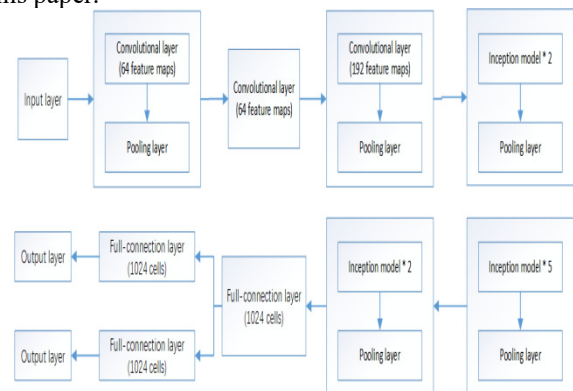 this paper.
Input layer
Convolutional layer
(64 feature maps)
Pooling layer
Convolutional layer
(64 feature maps)
Convolutional layer
(192 feature maps)
Pooling layer
Inception model * 2
Pooling layer
Output layer
Full-connection layer
(1024 cells)
Output layer
Full-connection layer
(1024 cells)
Full-connection layer
(1024 cells)
Inception model * 2
Pooling layer
Inception model * 5
Pooling layer